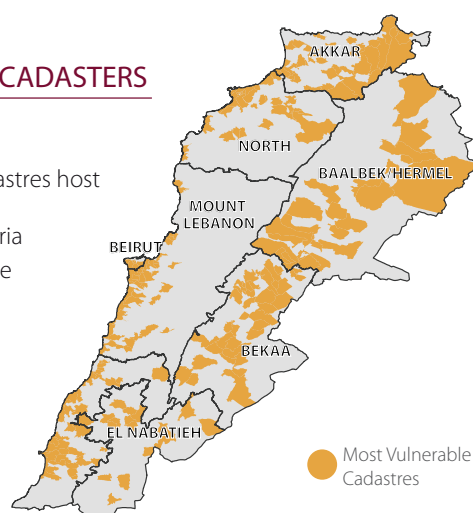 CADASTERS
astres host
ria
e
AKKAR
NORTH
BAALBEK/HERMEL
MOUNT
LEBANON
BEIRUT
BEKAA
EL NABATIEH
Most Vulnerable
Cadastres